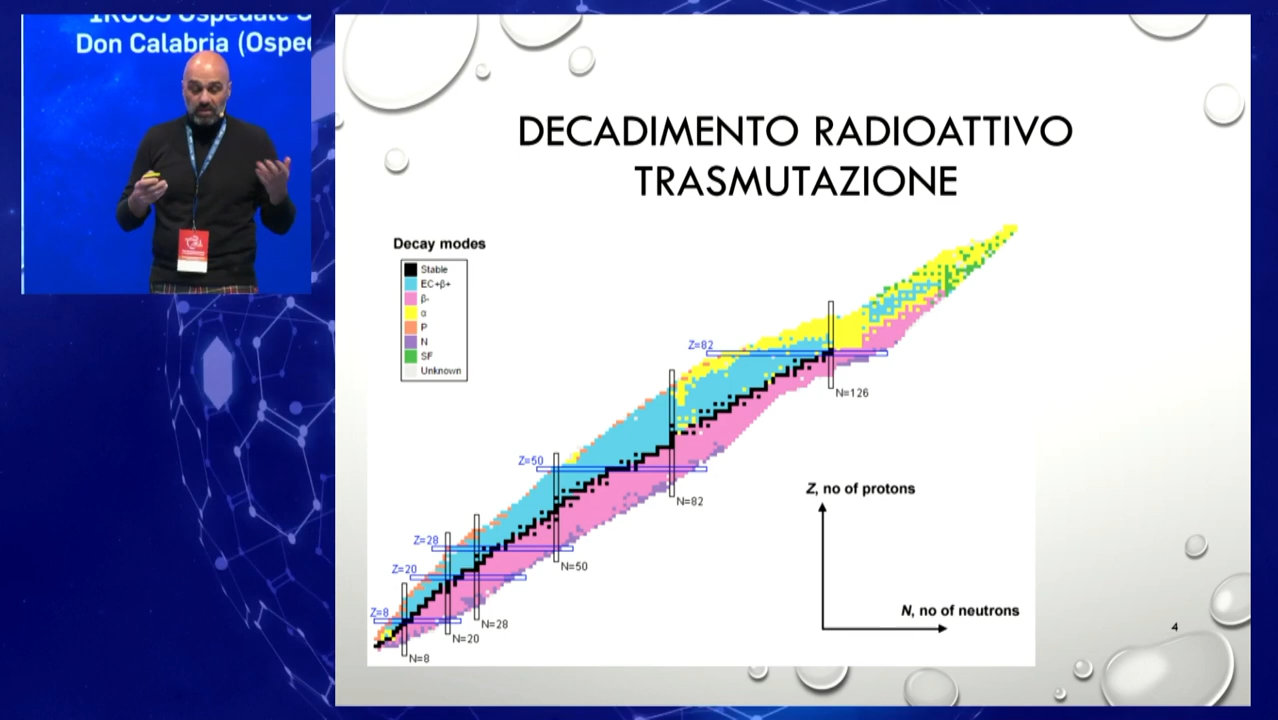 Don Calabria (Osped
DECADIMENTO RADIOATTIVO
TRASMUTAZIONE
Decay modes
Stable
EC+β+
β-
α
P
N
SF
Unknown
Z=82
N=126
Z=50
N=82
Z=28
N=50
Z=20
N=28
Z=8
N=20
N=8
Z, no of protons
N, no of neutrons
4